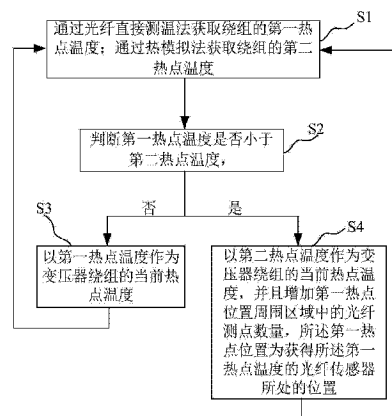 S1
通过光纤直接测温法获取绕组的第一热
点温度；通过热模拟法获取绕组的第二
热点温度
S2
判断第一热点温度是否小于
第二热点温度，
否
是
S3
以第一热点温度作为
变压器绕组的当前热
点温度
S4
以第二热点温度作为变
压器绕组的当前热点温
度，并且增加第一热点
位置周围区域中的光纤
测点数量，所述第一热
点位置为获得所述第一
热点温度的光纤传感器
所处的位置